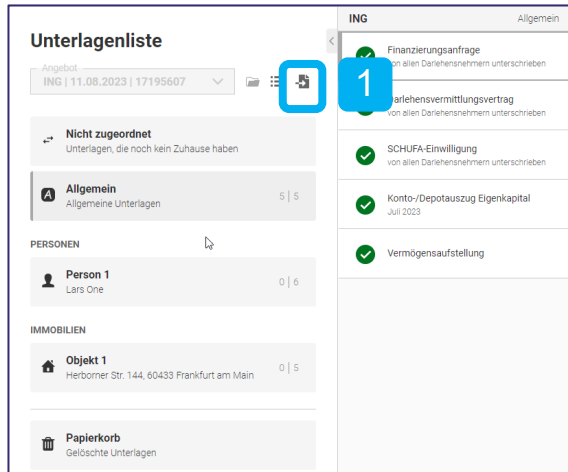 Unterlagenliste
Angebot
ING | 11.08.2023 | 17195607
1
Nicht zugeordnet
Unterlagen, die noch kein Zuhause haben
A
Allgemein
Allgemeine Unterlagen
5 | 5
PERSONEN
Person 1
Lars One
0 | 6
IMMOBILIEN
Objekt 1
Herborner Str. 144, 60433 Frankfurt am Main
0 | 5
Papierkorb
Gelöschte Unterlagen
ING
Allgemein
Finanzierungsanfrage
von allen Darlehensnehmern unterschrieben
Darlehensvermittlungsvertrag
von allen Darlehensnehmern unterschrieben
SCHUFA-Einwilligung
von allen Darlehensnehmern unterschrieben
Konto-/Depotauszug Eigenkapital
Juli 2023
Vermögensaufstellung